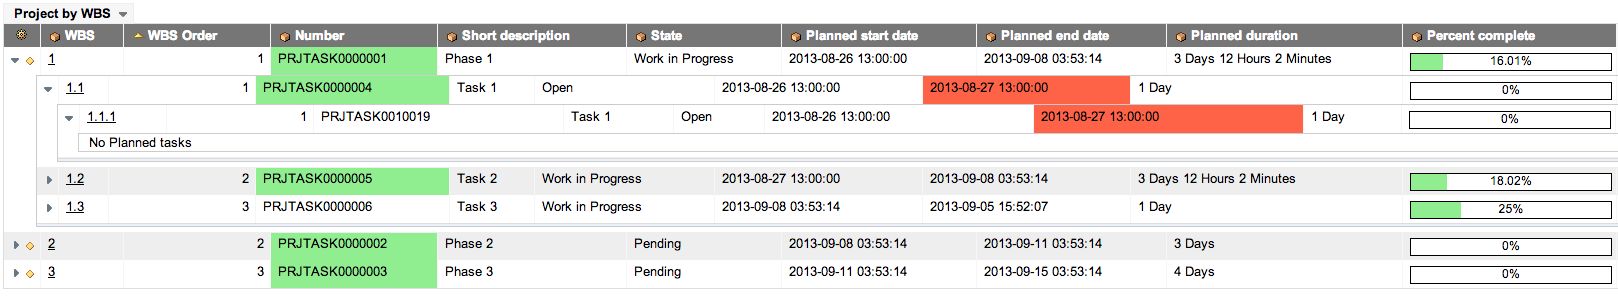 Project by WBS
WBS WBS Order Number Short description State Planned start date Planned end date Planned duration Percent complete
1 1 PRJTASK0000001 Phase 1 Work in Progress 2013-08-26 13:00:00 2013-09-08 03:53:14 3 Days 12 Hours 2 Minutes 16.01%
1.1 1 PRJTASK0000004 Task 1 Open 2013-08-26 13:00:00 2013-08-27 13:00:00 1 Day 0%
1.1.1 1 PRJTASK0010019 Task 1 Open 2013-08-26 13:00:00 2013-08-27 13:00:00 1 Day 0%
No Planned tasks
1.2 2 PRJTASK0000005 Task 2 Work in Progress 2013-08-27 13:00:00 2013-09-08 03:53:14 3 Days 12 Hours 2 Minutes 18.02%
1.3 3 PRJTASK0000006 Task 3 Work in Progress 2013-09-08 03:53:14 2013-09-05 15:52:07 1 Day 25%
2 2 PRJTASK0000002 Phase 2 Pending 2013-09-08 03:53:14 2013-09-11 03:53:14 3 Days 0%
3 3 PRJTASK0000003 Phase 3 Pending 2013-09-11 03:53:14 2013-09-15 03:53:14 4 Days 0%